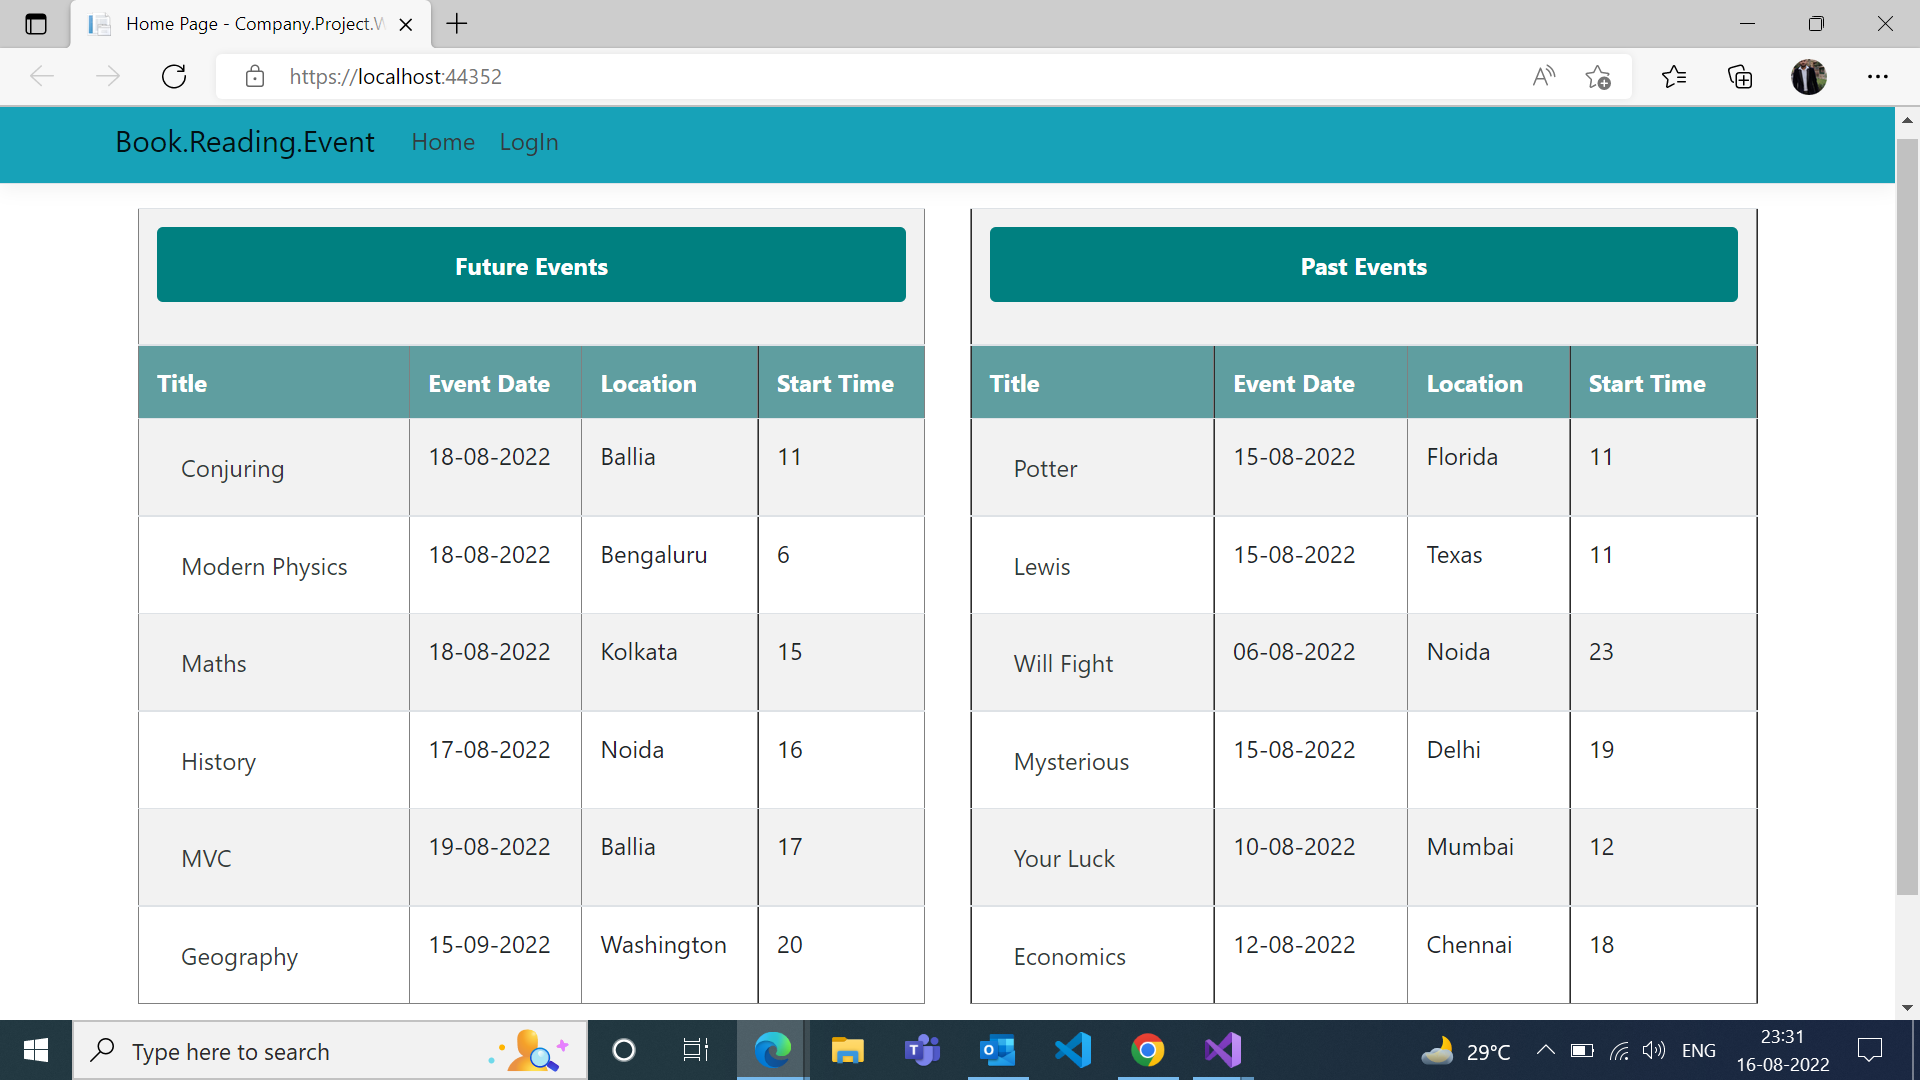 Home Page - Company.Project.W
https://localhost:44352
Book.Reading.Event Home LogIn
Future Events
Title Event Date Location Start Time
Conjuring 18-08-2022 Ballia 11
Modern Physics 18-08-2022 Bengaluru 6
Maths 18-08-2022 Kolkata 15
History 17-08-2022 Noida 16
MVC 19-08-2022 Ballia 17
Geography 15-09-2022 Washington 20
Past Events
Title Event Date Location Start Time
Potter 15-08-2022 Florida 11
Lewis 15-08-2022 Texas 11
Will Fight 06-08-2022 Noida 23
Mysterious 15-08-2022 Delhi 19
Your Luck 10-08-2022 Mumbai 12
Economics 12-08-2022 Chennai 18
Type here to search
29°C
ENG
23:31
16-08-2022